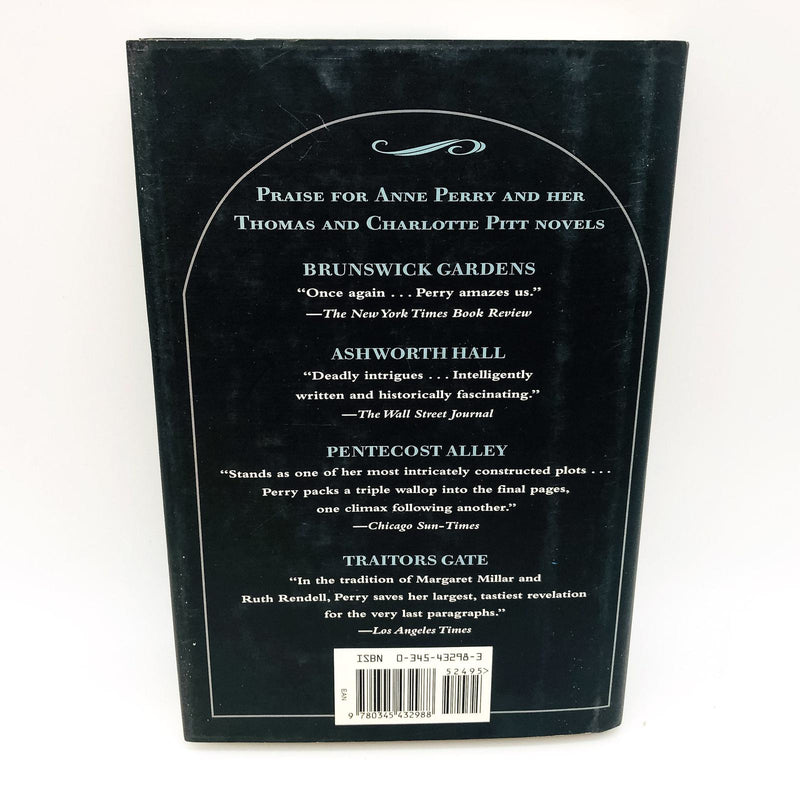 Praise for Anne Perry and her
Thomas and Charlotte Pitt novels
BRUNSWICK GARDENS
“Once again . . . Perry amazes us.”
—The New York Times Book Review
ASHWORTH HALL
“Deadly intrigues . . . Intelligently
written and historically fascinating.”
—The Wall Street Journal
PENTECOST ALLEY
“Stands as one of her most intricately constructed plots . . .
Perry packs a triple wallop into the final pages,
one climax following another.”
—Chicago Sun-Times
TRAITORS GATE
“In the tradition of Margaret Millar and
Ruth Rendell, Perry saves her largest, tastiest revelation
for the very last paragraphs.”
—Los Angeles Times
ISBN 0-345-43298-3
52495>
EAN
9 780345 432988